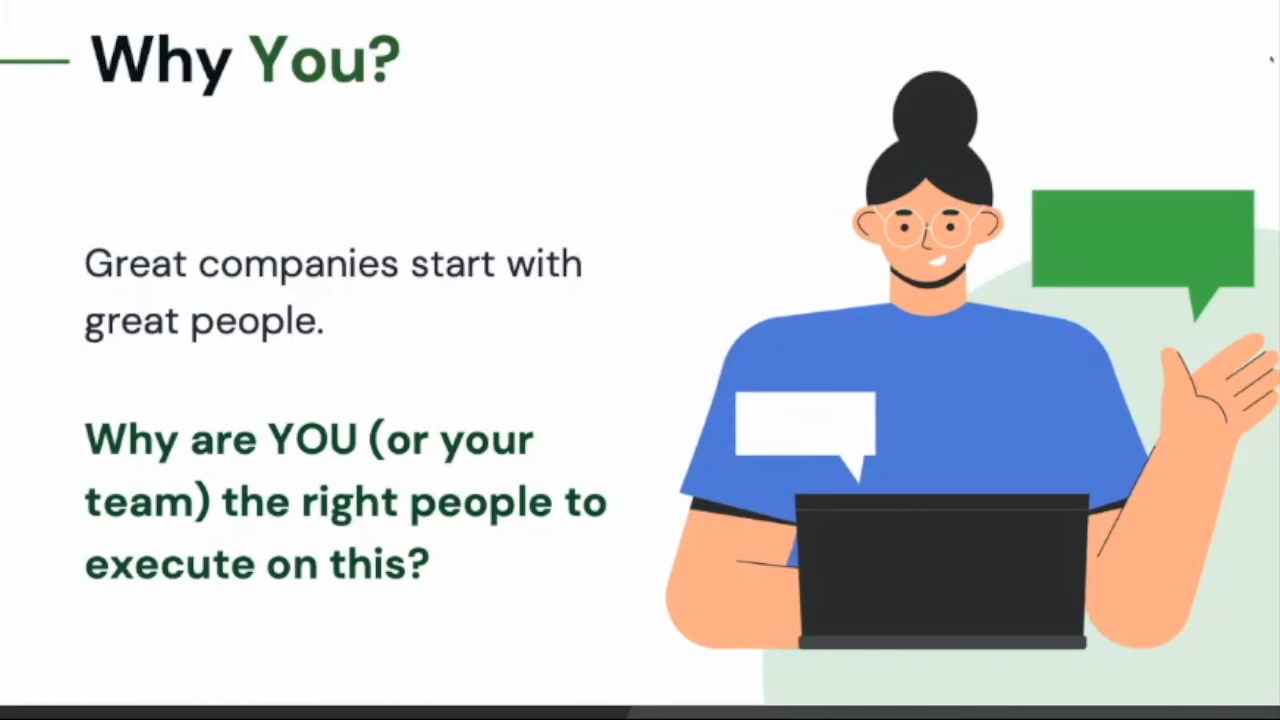 Why You?
Great companies start with
great people.
Why are YOU (or your
team) the right people to
execute on this?